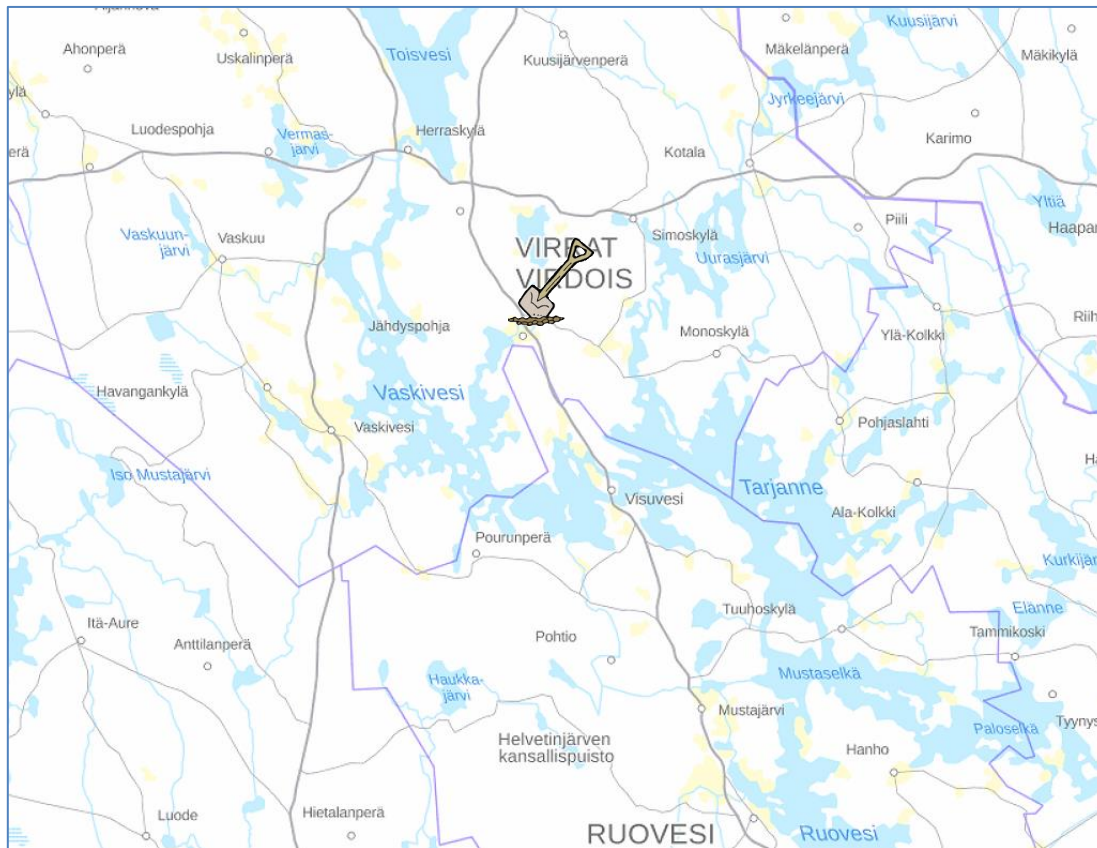 Ahonperä
Uskalinperä
Toisvesi
Kuusijärvenperä
Mäkelänperä
Kuusijärvi
Mäkikylä
Luodespohja
Vermas-
järvi
Herraskylä
Kotala
Jyrkeejärvi
Karimo
Vaskuun-
järvi
Vaskuu
VIRRAT
VIRDOIS
Simoskylä
Uurasjärvi
Piili
Yltiä
Jähdyspohja
Monoskylä
Ylä-Kolkki
Havangankylä
Vaskivesi
Vaskivesi
Pohjaslahti
Iso Mustajärvi
Visuvesi
Tarjanne
Ala-Kolkki
Pourunperä
Itä-Aure
Anttilanperä
Pohtio
Tuuhoskylä
Elänne
Tammikoski
Haukka-
järvi
Mustaselkä
Mustajärvi
Paloselkä
Helvetinjärven
kansallispuisto
Hanho
Luode
Hietalanperä
RUOVESI
Ruovesi